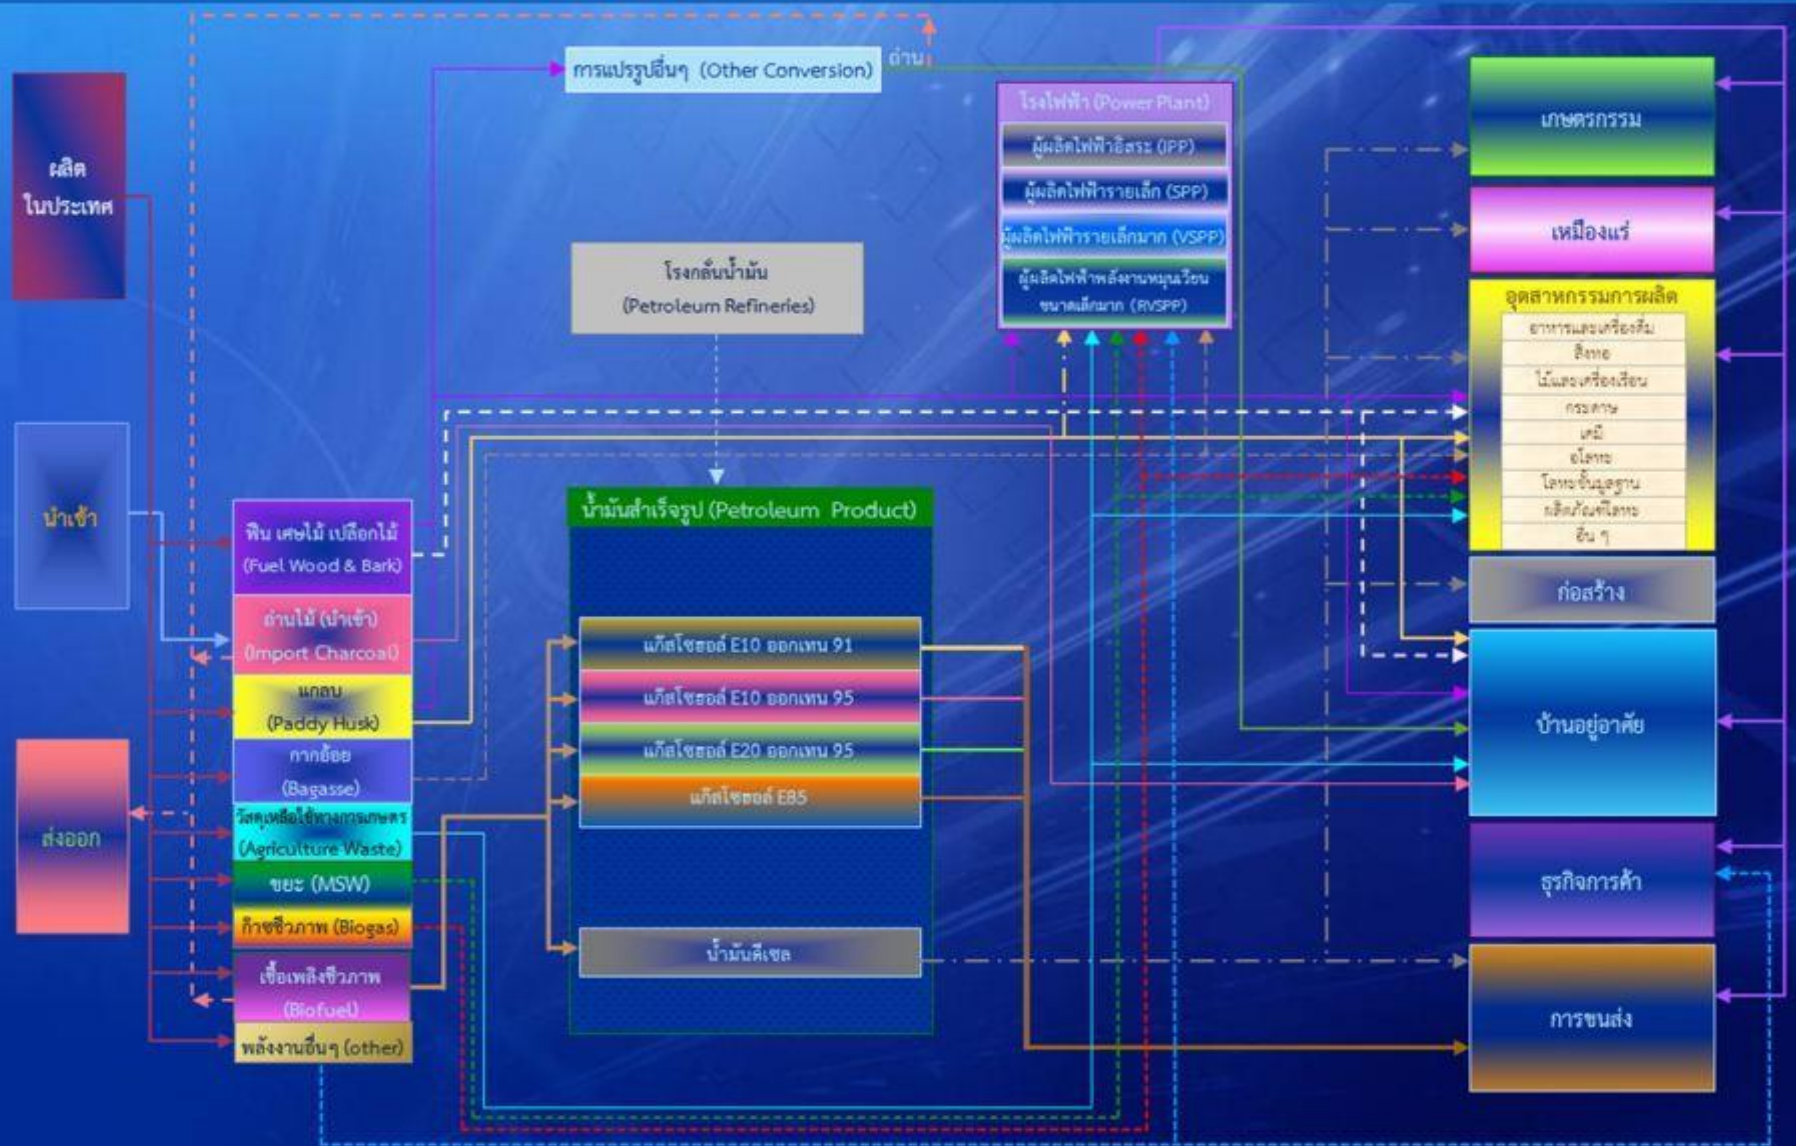 การแปรรูปอื่นๆ (Other Conversion)
ถ่าน
ผลิต
ในประเทศ
นำเข้า
ส่งออก
โรงไฟฟ้า (Power Plant)
ผู้ผลิตไฟฟ้าอิสระ (IPP)
ผู้ผลิตไฟฟ้ารายเล็ก (SPP)
ผู้ผลิตไฟฟ้ารายเล็กมาก (VSPP)
ผู้ผลิตไฟฟ้าพลังงานหมุนเวียน
ขนาดเล็กมาก (RVSPP)
โรงกลั่นน้ำมัน
(Petroleum Refineries)
ฟืน เศษไม้ เปลือกไม้
(Fuel Wood & Bark)
ถ่านไม้ (นำเข้า)
(Import Charcoal)
แกลบ
(Paddy Husk)
กากอ้อย
(Bagasse)
วัสดุเหลือใช้ทางการเกษตร
(Agriculture Waste)
ขยะ (MSW)
ก๊าซชีวภาพ (Biogas)
เชื้อเพลิงชีวภาพ
(Biofuel)
พลังงานอื่นๆ (other)
น้ำมันสำเร็จรูป (Petroleum Product)
แก๊สโซฮอล์ E10 ออกเทน 91
แก๊สโซฮอล์ E10 ออกเทน 95
แก๊สโซฮอล์ E20 ออกเทน 95
แก๊สโซฮอล์ E85
น้ำมันดีเซล
เกษตรกรรม
เหมืองแร่
อุตสาหกรรมการผลิต
อาหารและเครื่องดื่ม
สิ่งทอ
ไม้และเครื่องเรือน
กระดาษ
เคมี
อโลหะ
โลหะขั้นมูลฐาน
ผลิตภัณฑ์โลหะ
อื่น ๆ
ก่อสร้าง
บ้านอยู่อาศัย
ธุรกิจการค้า
การขนส่ง